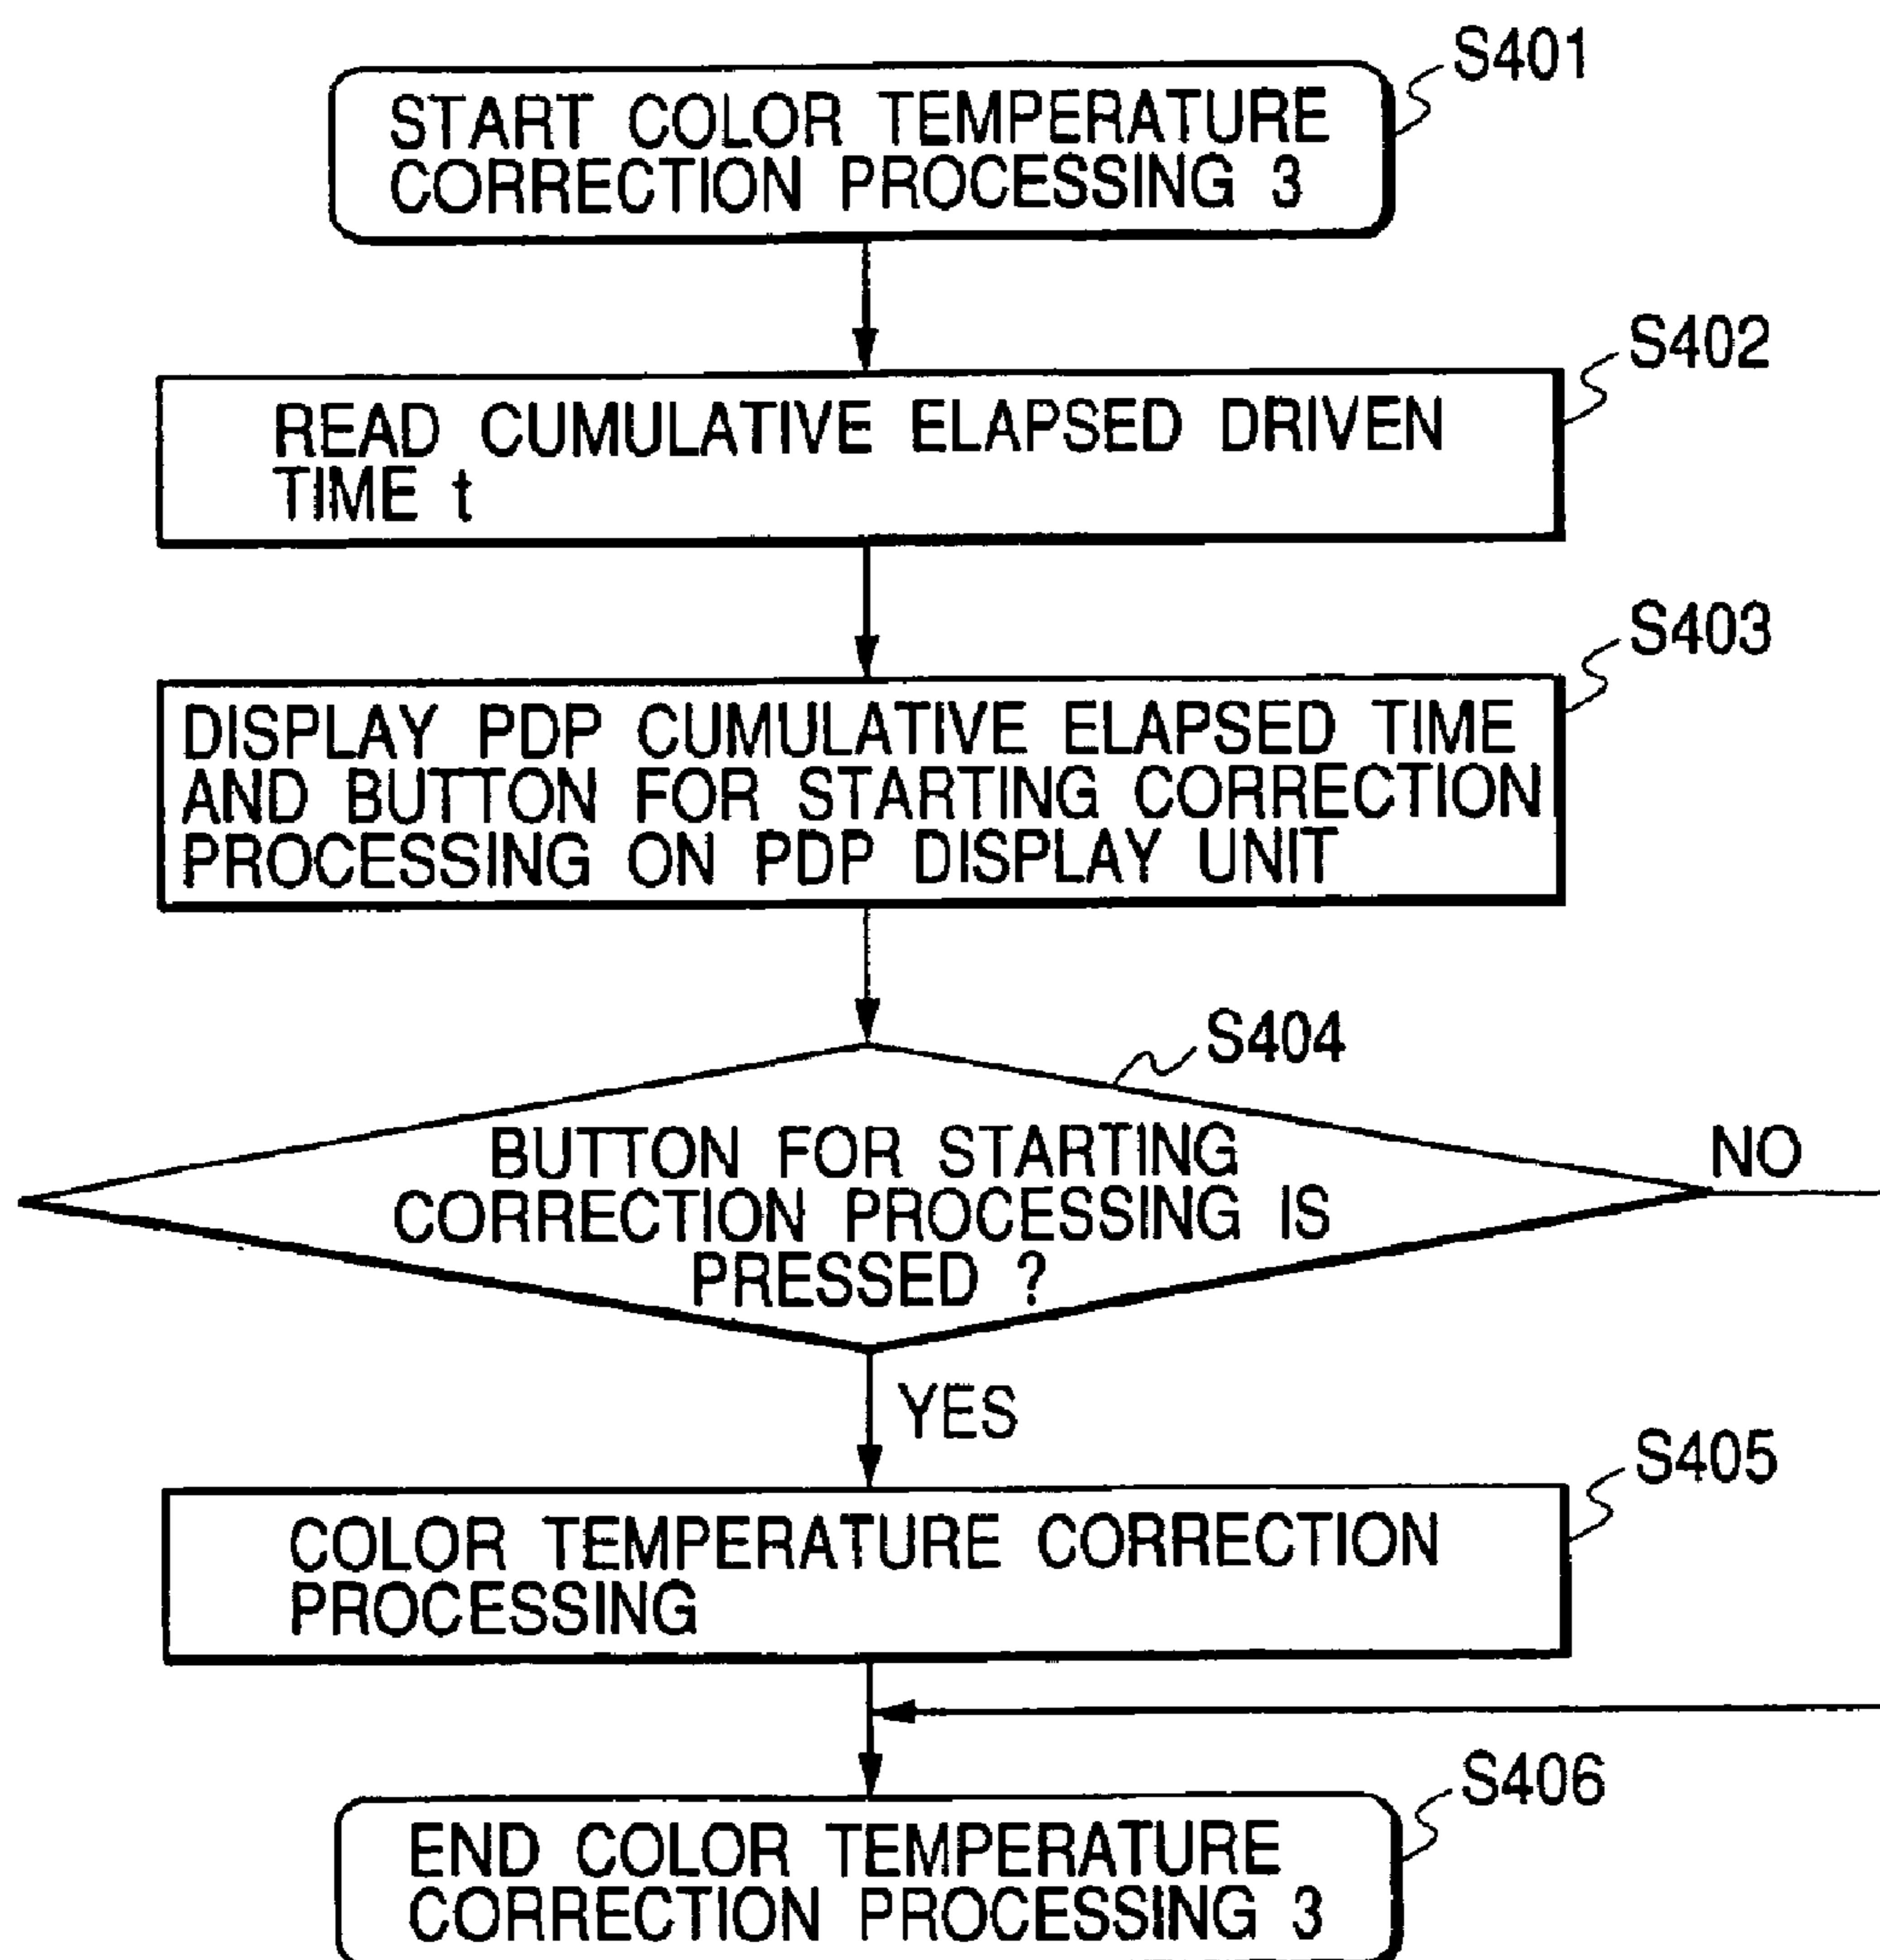 S401
START COLOR TEMPERATURE
CORRECTION PROCESSING 3
S402
READ CUMULATIVE ELAPSED DRIVEN
TIME t
S403
DISPLAY PDP CUMULATIVE ELAPSED TIME
AND BUTTON FOR STARTING CORRECTION
PROCESSING ON PDP DISPLAY UNIT
S404
BUTTON FOR STARTING
CORRECTION PROCESSING IS
PRESSED ?
NO
YES
S405
COLOR TEMPERATURE CORRECTION
PROCESSING
S406
END COLOR TEMPERATURE
CORRECTION PROCESSING 3